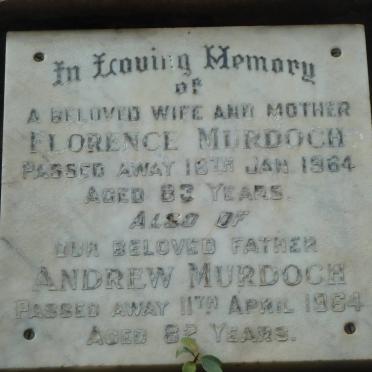 In Loving Memory
of
A BELOVED WIFE AND MOTHER
FLORENCE MURDOCH
PASSED AWAY 16TH JAN. 1964
AGED 83 YEARS.
ALSO OF
OUR BELOVED FATHER
ANDREW MURDOCH
PASSED AWAY 11TH APRIL 1964
AGED 82 YEARS.